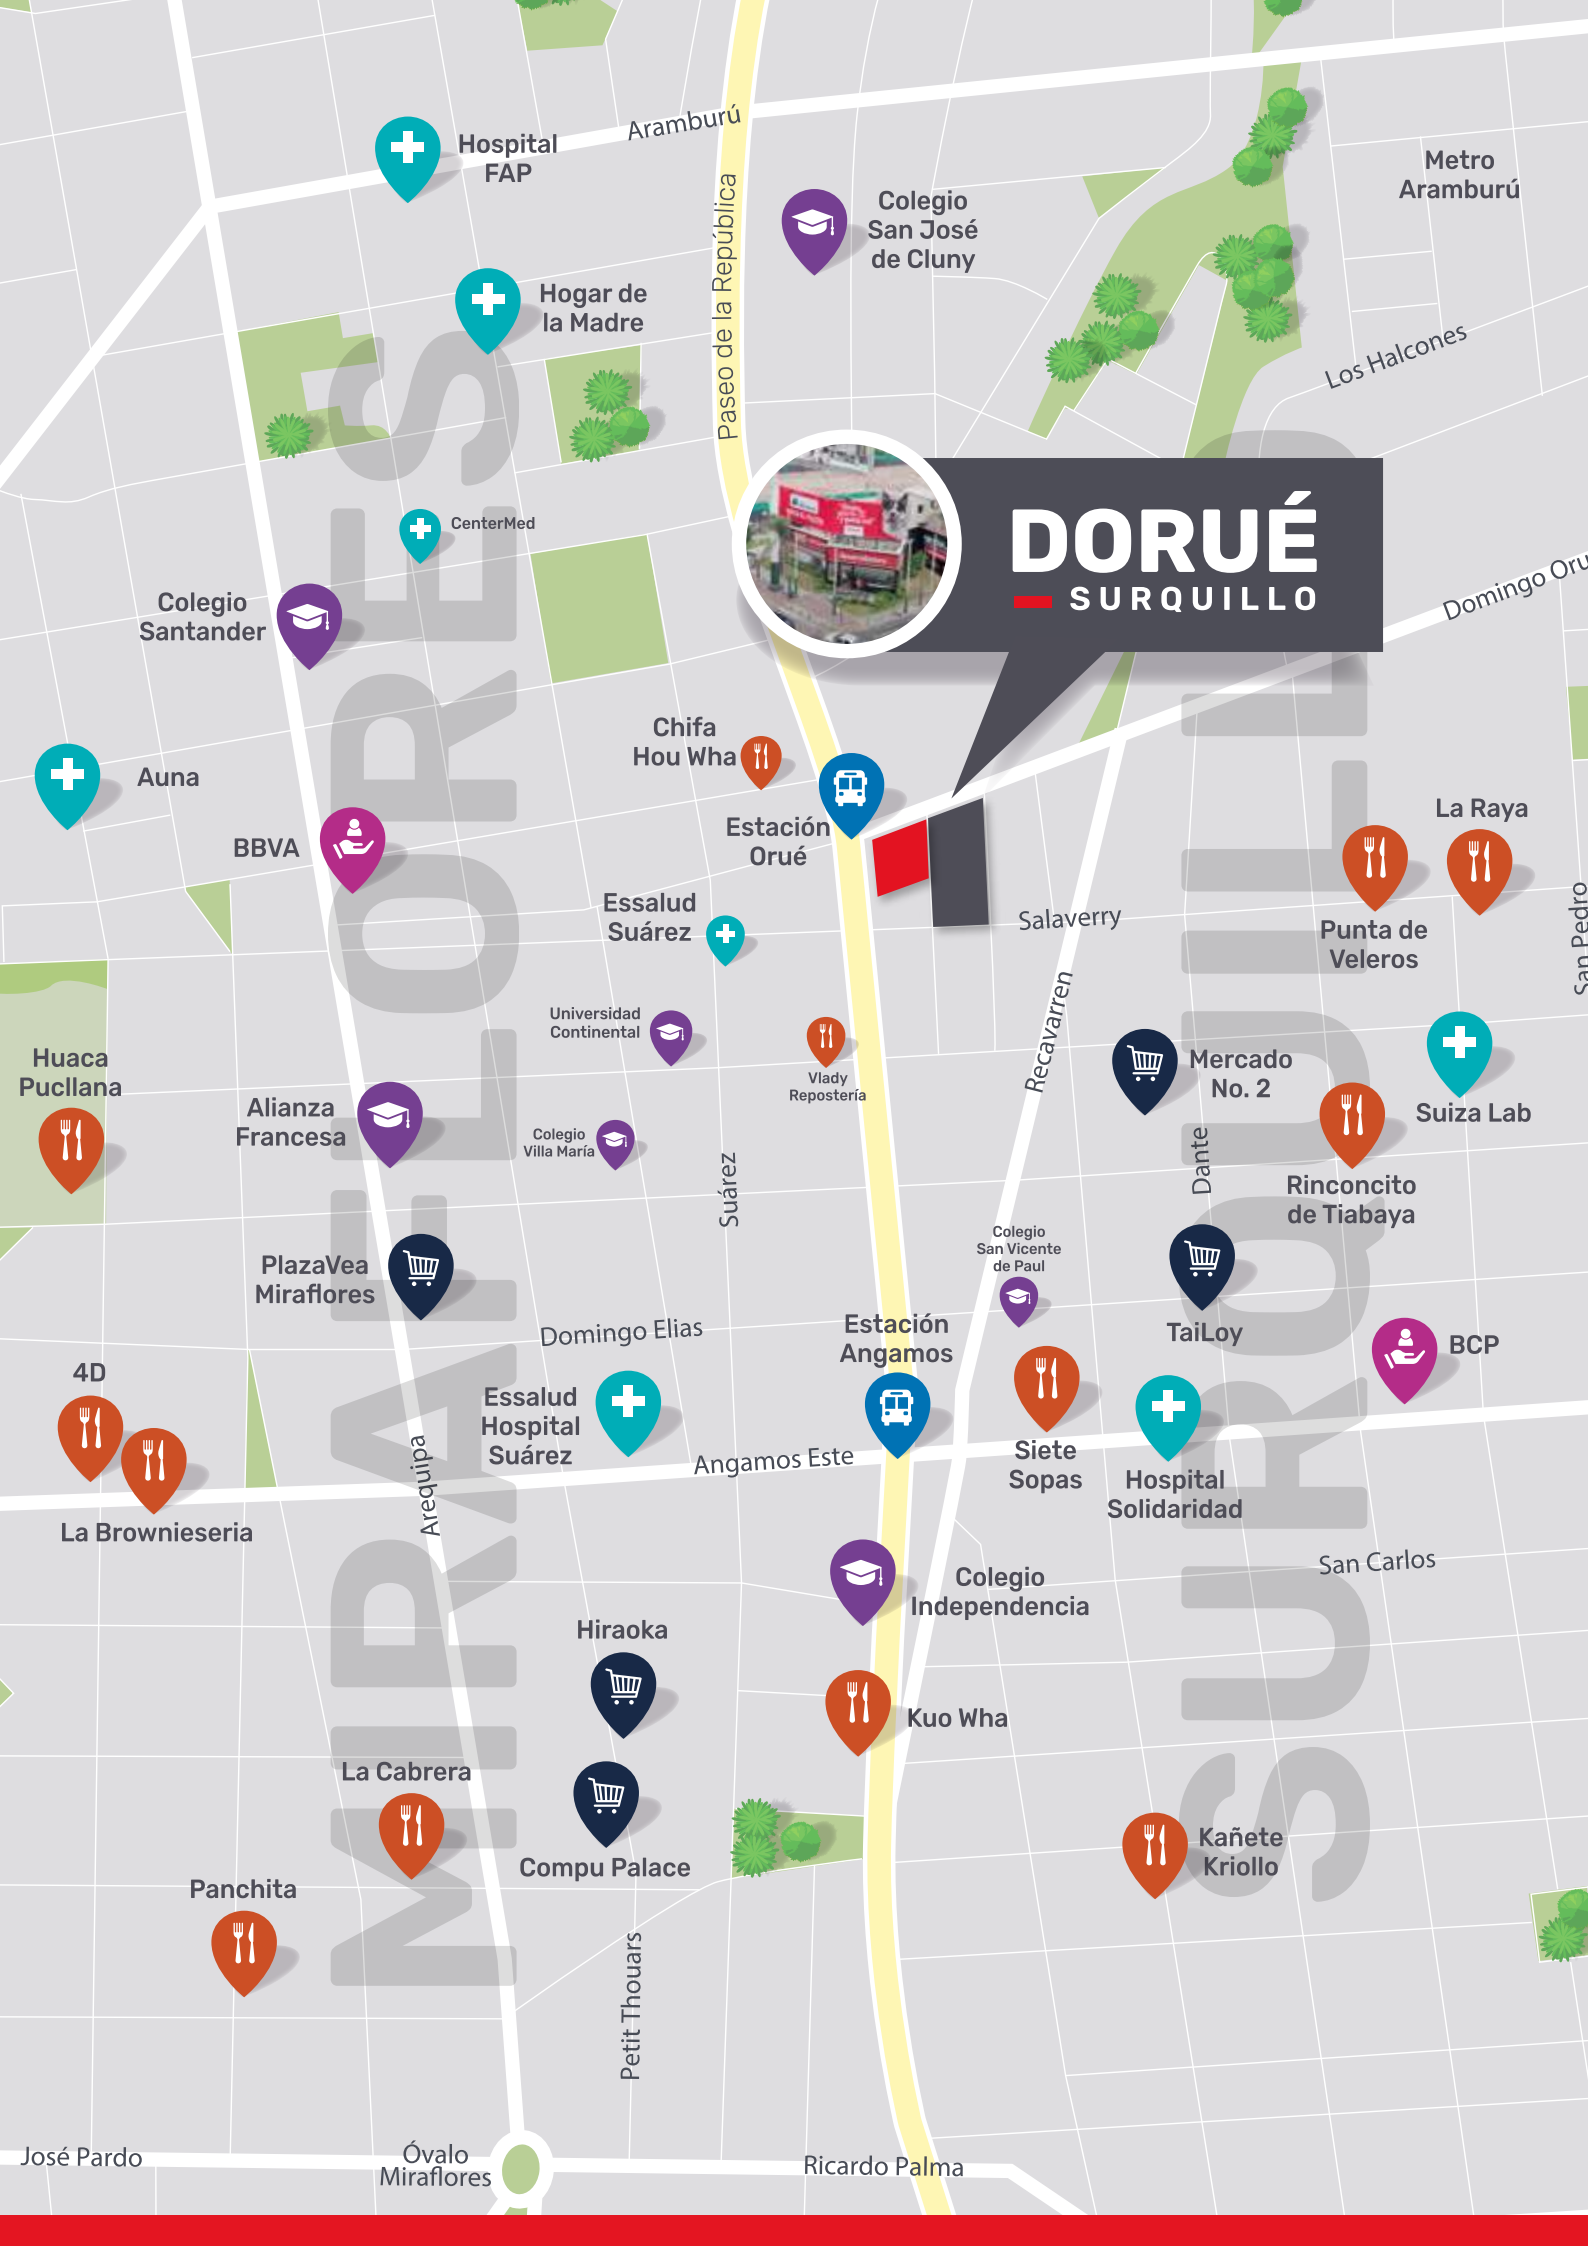 Aramburú
Hospital
FAP
Metro
Aramburú
Paseo de la República
Colegio
San José
de Cluny
Hogar de
la Madre
Los Halcones
CenterMed
DORUÉ
SURQUILLO
Domingo Oru
Colegio
Santander
MIRAFLORES
SURQUILL
Chifa
Hou Wha
Auna
BBVA
Estación
Orué
La Raya
Essalud
Suárez
Salaverry
Punta de
Veleros
San Pedro
Universidad
Continental
Recavarren
Huaca
Pucllana
Vlady
Repostería
Mercado
No. 2
Alianza
Francesa
Suiza Lab
Colegio
Villa María
Suárez
Dante
Rinconcito
de Tiabaya
PlazaVea
Miraflores
Colegio
San Vicente
de Paul
Domingo Elias
Estación
Angamos
TaiLoy
BCP
4D
Essalud
Hospital
Suárez
Angamos Este
Siete
Sopas
Hospital
Solidaridad
Arequipa
La Brownieseria
San Carlos
Colegio
Independencia
Hiraoka
Kuo Wha
La Cabrera
Compu Palace
Kañete
Kriollo
Panchita
Petit Thouars
José Pardo
Óvalo
Miraflores
Ricardo Palma